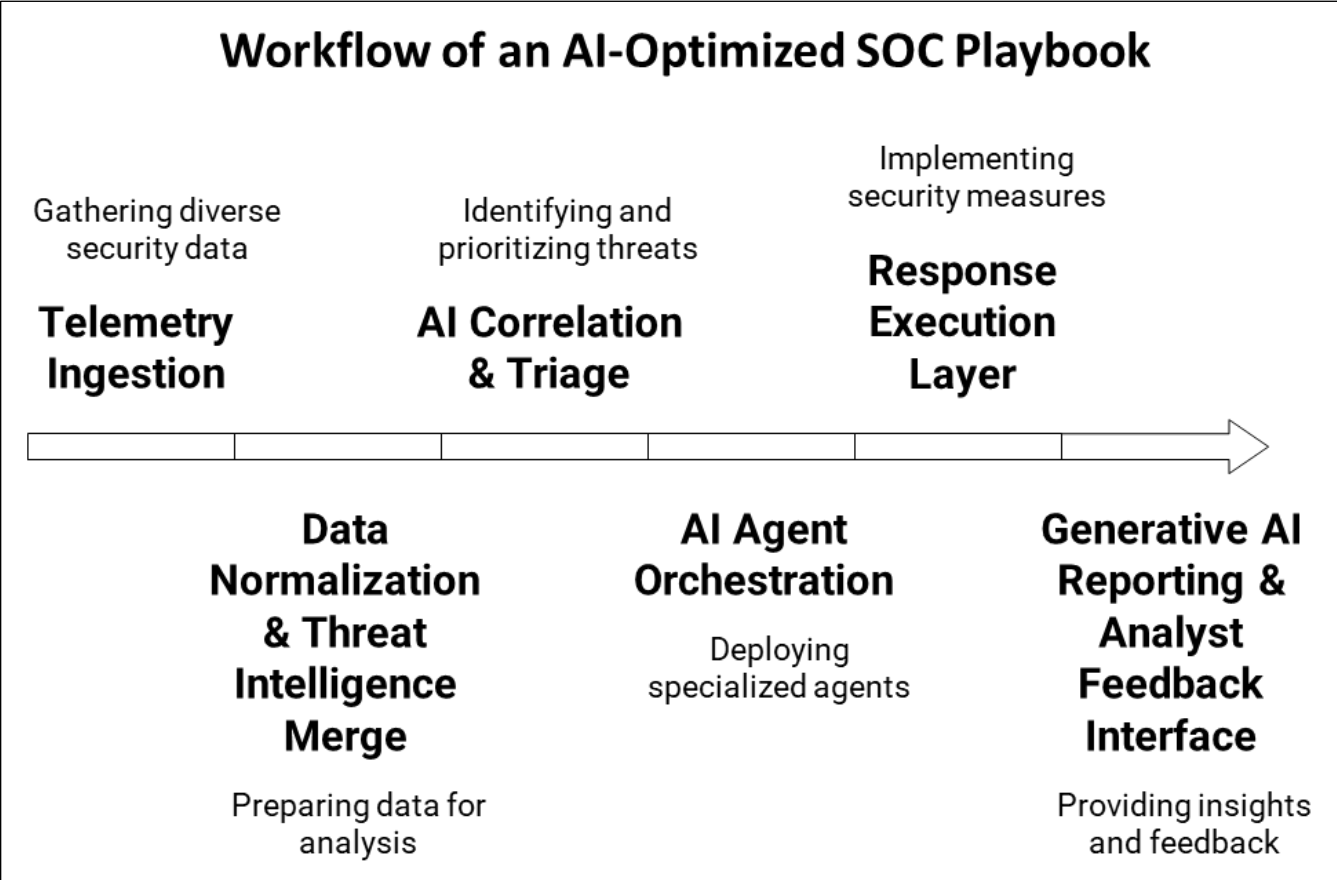 Workflow of an AI-Optimized SOC Playbook
Gathering diverse
security data
Telemetry
Ingestion
Data
Normalization
& Threat
Intelligence
Merge
Preparing data for
analysis
Identifying and
prioritizing threats
AI Correlation
& Triage
AI Agent
Orchestration
Deploying
specialized agents
Implementing
security measures
Response
Execution
Layer
Generative AI
Reporting &
Analyst
Feedback
Interface
Providing insights
and feedback